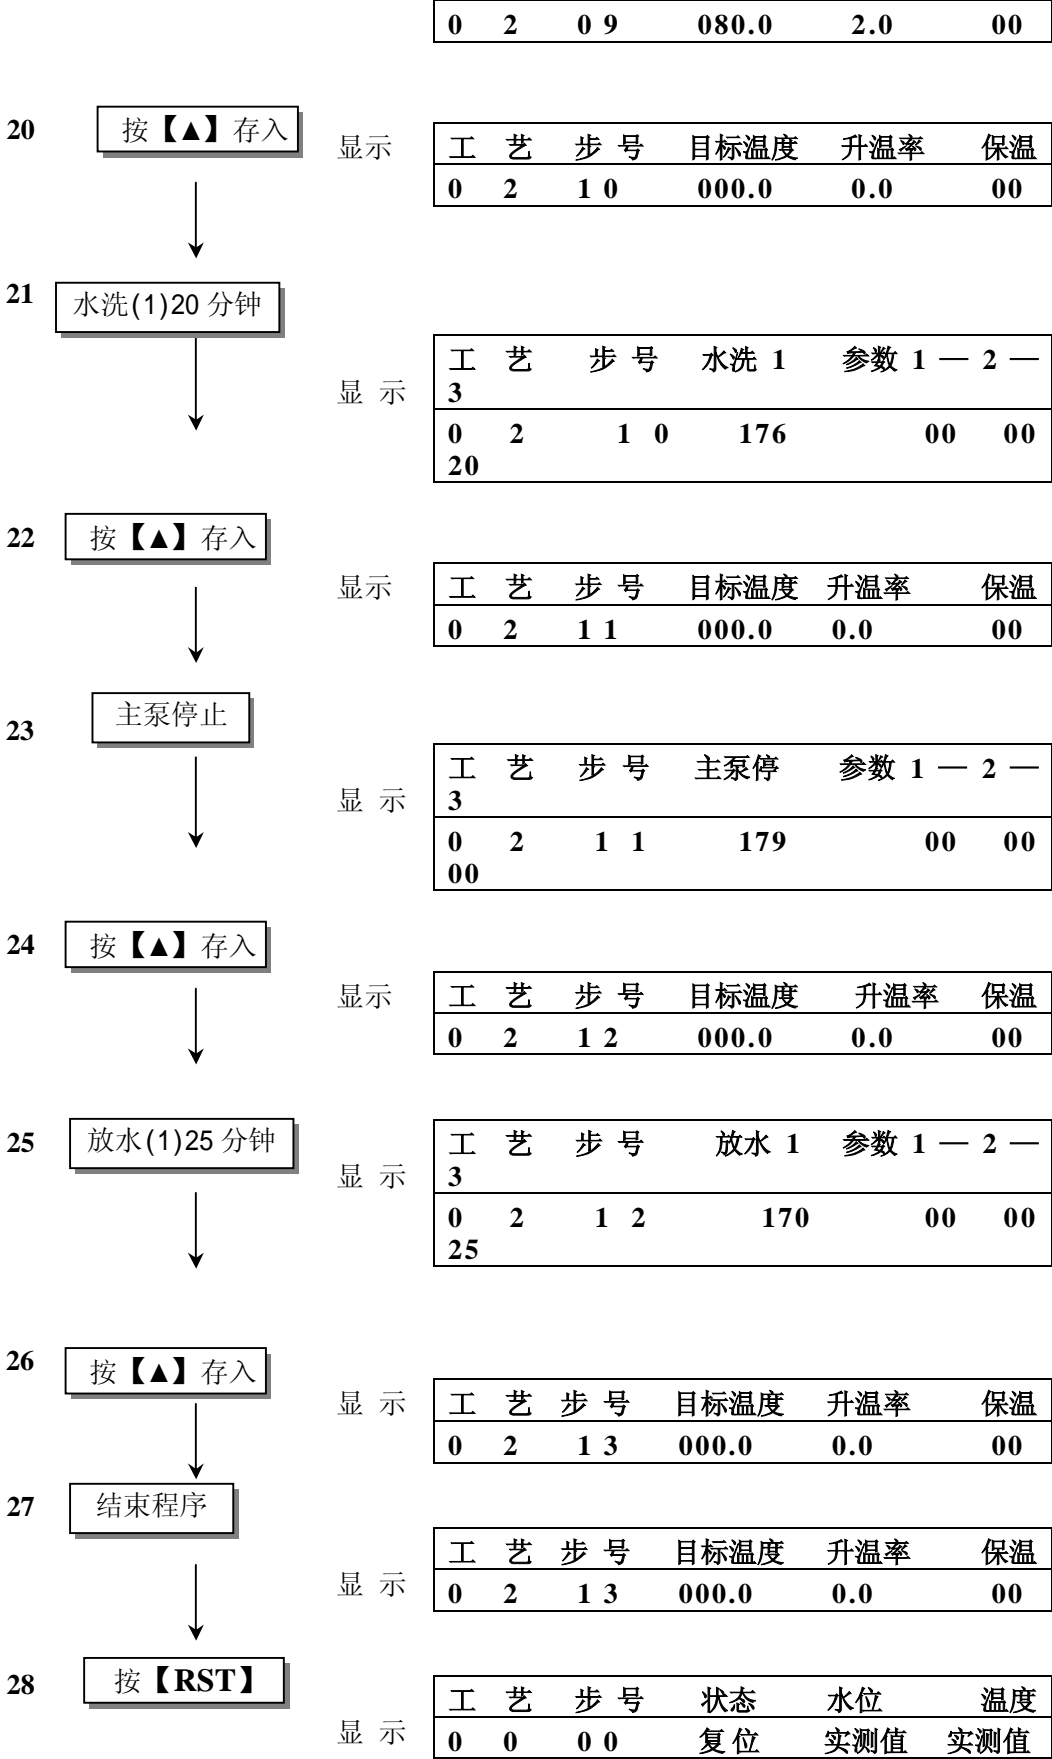 0 2 0 9 080.0 2.0 00
20 按【▲】存入
显示 工 艺 步 号 目标温度 升温率 保温
0 2 1 0 000.0 0.0 00
21 水洗(1)20 分钟
工 艺 步 号 水洗 1 参数 1 — 2 —
显 示 3
0 2 1 0 176 00 00
20
22 按【▲】存入
显示 工 艺 步 号 目标温度 升温率 保温
0 2 1 1 000.0 0.0 00
23 主泵停止
工 艺 步 号 主泵停 参数 1 — 2 —
显 示 3
0 2 1 1 179 00 00
00
24 按【▲】存入
显示 工 艺 步 号 目标温度 升温率 保温
0 2 1 2 000.0 0.0 00
25 放水(1)25 分钟
工 艺 步 号 放水 1 参数 1 — 2 —
显 示 3
0 2 1 2 170 00 00
25
26 按【▲】存入
显 示 工 艺 步 号 目标温度 升温率 保温
0 2 1 3 000.0 0.0 00
27 结束程序
工 艺 步 号 目标温度 升温率 保温
显 示 0 2 1 3 000.0 0.0 00
28 按【RST】
工 艺 步 号 状态 水位 温度
显 示 0 0 0 0 复 位 实测值 实测值